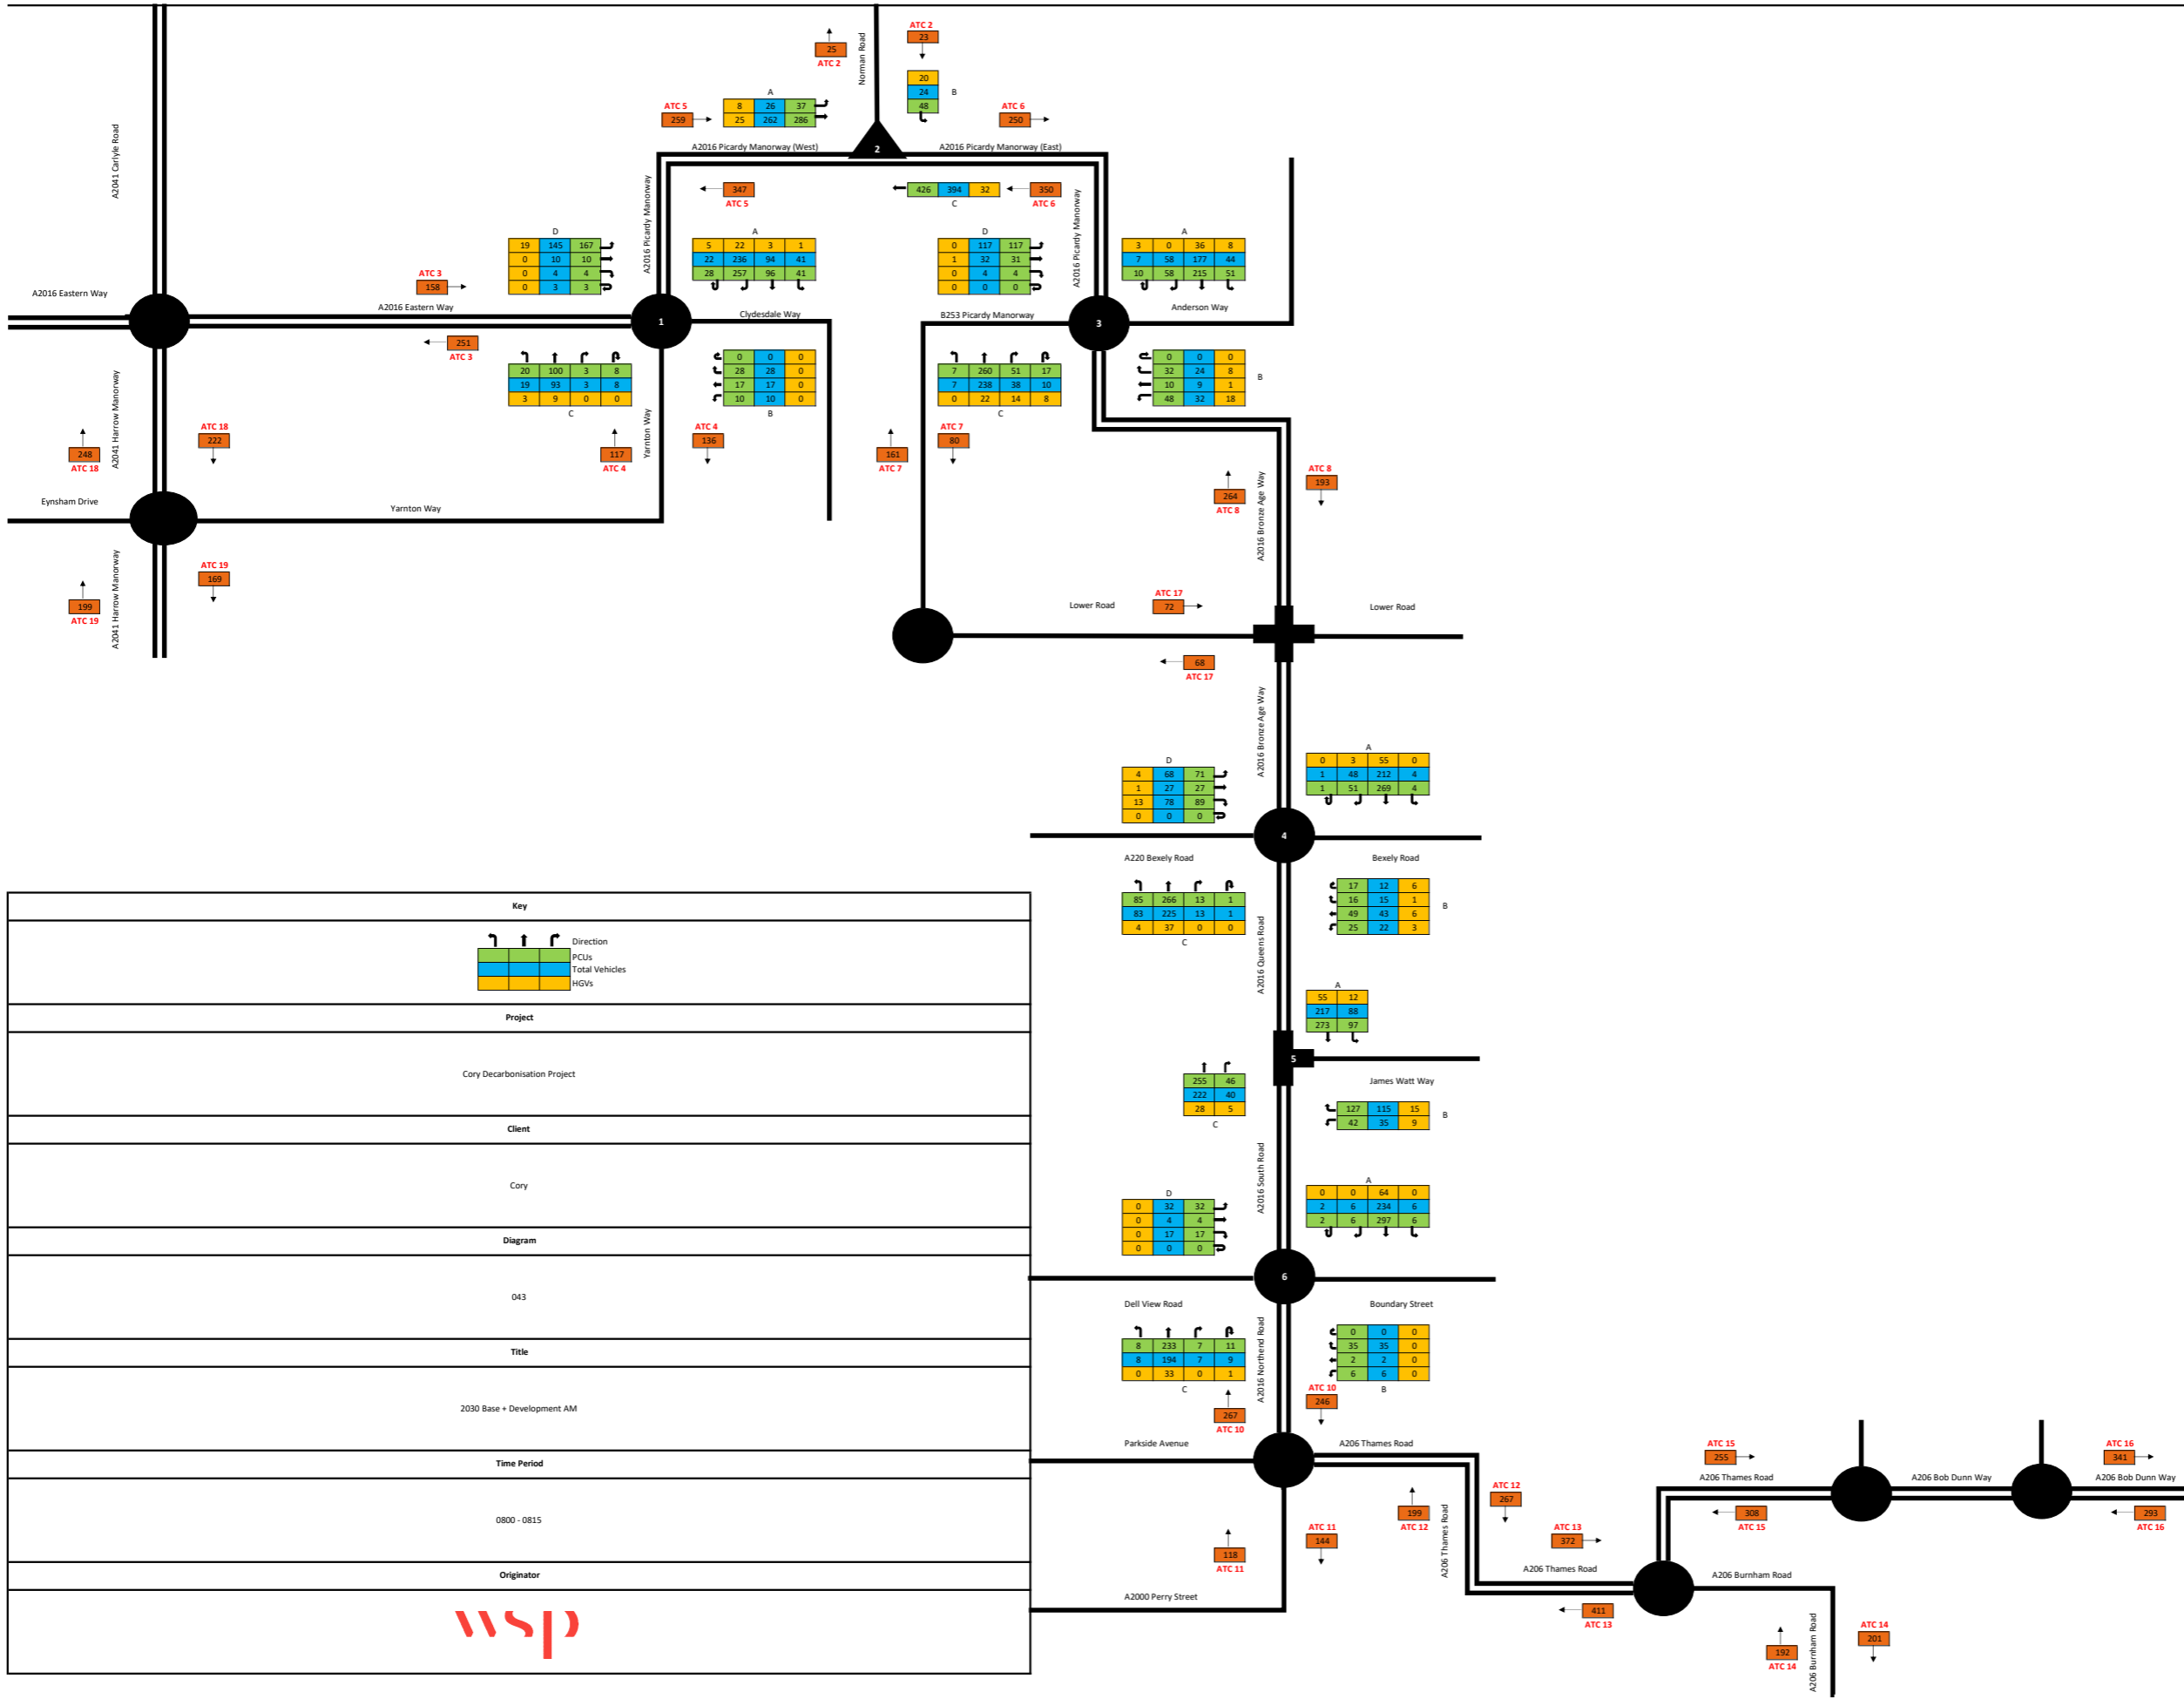 ATC 2
25
ATC 2
Norman Road
23
20
24
48
B
A
8 26 37
25 262 286
ATC 5
259
ATC 6
250
A2016 Picardy Manorway (West)
2
A2016 Picardy Manorway (East)
A2041 Carlyle Road
A2016 Picardy Manorway
347
ATC 5
426 394 32
C
350
ATC 6
A2016 Picardy Manorway
D
19 145 167
0 10 10
0 4 4
0 3 3
A
5 22 3 1
22 236 94 41
28 257 96 41
D
0 117 117
1 32 31
0 4 4
0 0 0
A
3 0 36 8
7 58 177 44
10 58 215 51
ATC 3
158
A2016 Eastern Way
A2016 Eastern Way
1
Clydesdale Way
B253 Picardy Manorway
3
Anderson Way
251
ATC 3
20 100 3 8
19 93 3 8
3 9 0 0
C
0 0 0
28 28 0
17 17 0
10 10 0
B
7 260 51 17
7 238 38 10
0 22 14 8
C
0 0 0
32 24 8
10 9 1
48 32 18
B
A2041 Harrow Manorway
248
ATC 18
ATC 18
222
117
ATC 4
Yarnton Way
ATC 4
136
161
ATC 7
ATC 7
80
264
ATC 8
A2016 Bronze Age Way
ATC 8
193
Eynsham Drive
Yarnton Way
199
ATC 19
A2041 Harrow Manorway
ATC 19
169
Lower Road
ATC 17
72
Lower Road
68
ATC 17
A2016 Bronze Age Way
D
4 68 71
1 27 27
13 78 89
0 0 0
A
0 3 55 0
1 48 212 4
1 51 269 4
4
A220 Bexely Road
Bexely Road
85 266 13 1
83 225 13 1
4 37 0 0
C
A2016 Queens Road
17 12 6
16 15 1
49 43 6
25 22 3
B
A
55 12
217 88
273 97
5
James Watt Way
255 46
222 40
28 5
C
127 115 15
42 35 9
B
A2016 South Road
D
0 32 32
0 4 4
0 17 17
0 0 0
A
0 0 64 0
2 6 234 6
2 6 297 6
6
Dell View Road
Boundary Street
8 233 7 11
8 194 7 9
0 33 0 1
C
A2016 Northend Road
0 0 0
35 35 0
2 2 0
6 6 0
B
267
ATC 10
ATC 10
246
Parkside Avenue
A206 Thames Road
118
ATC 11
ATC 11
144
199
ATC 12
A206 Thames Road
ATC 12
267
A2000 Perry Street
ATC 13
372
A206 Thames Road
411
ATC 13
ATC 15
255
A206 Thames Road
308
ATC 15
A206 Bob Dunn Way
ATC 16
341
A206 Bob Dunn Way
293
ATC 16
A206 Burnham Road
192
ATC 14
A206 Burnham Road
ATC 14
201
Key
Direction
PCUs
Total Vehicles
HGVs
Project
Cory Decarbonisation Project
Client
Cory
Diagram
043
Title
2030 Base + Development AM
Time Period
0800 - 0815
Originator
wsp